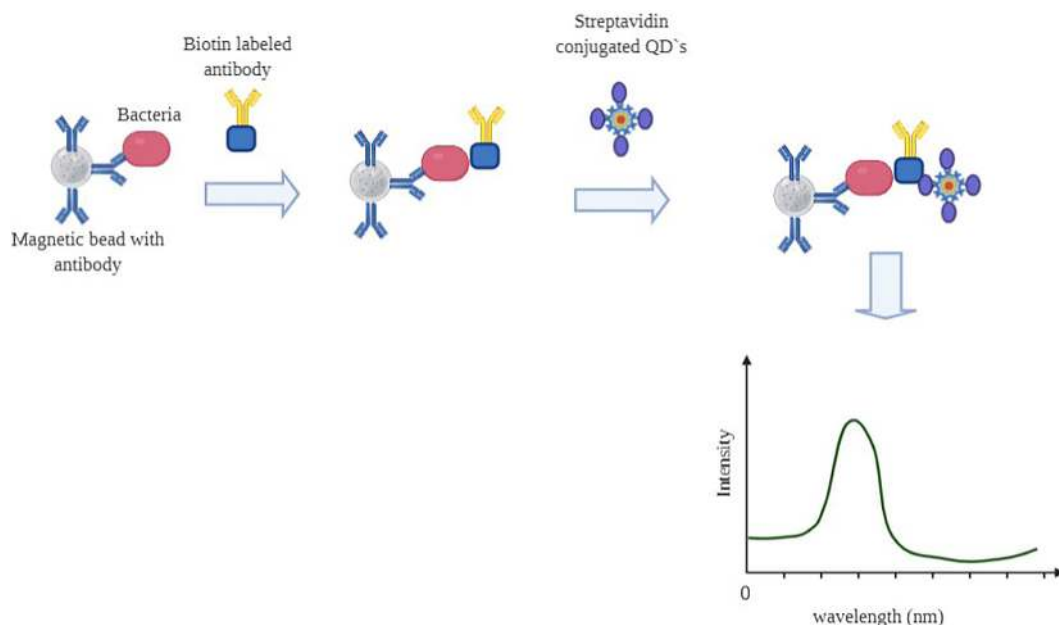 Biotin labeled
antibody
Streptavidin
conjugated QD`s
Bacteria
Magnetic bead with
antibody
Intensity
0
wavelength (nm)